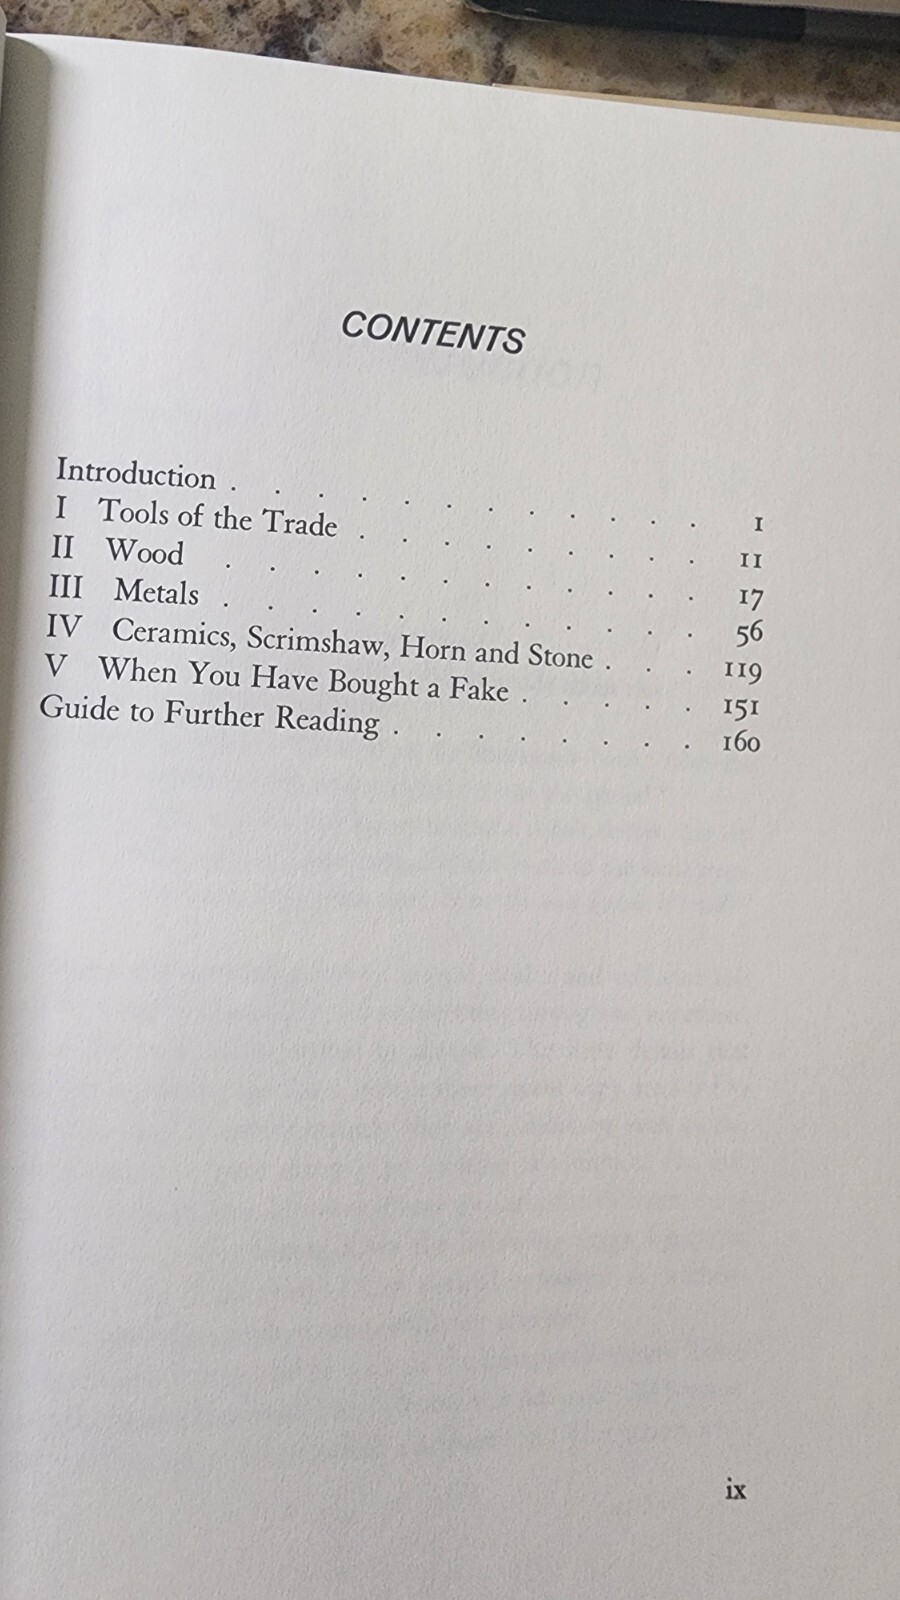 CONTENTS
Introduction . . . . . . . . . . . . 1
I Tools of the Trade . . . . . . . . . 11
II Wood . . . . . . . . . . . . 17
III Metals . . . . . . . . . . . . 56
IV Ceramics, Scrimshaw, Horn and Stone . . . 119
V When You Have Bought a Fake . . . . . 151
Guide to Further Reading . . . . . . . . 160
ix